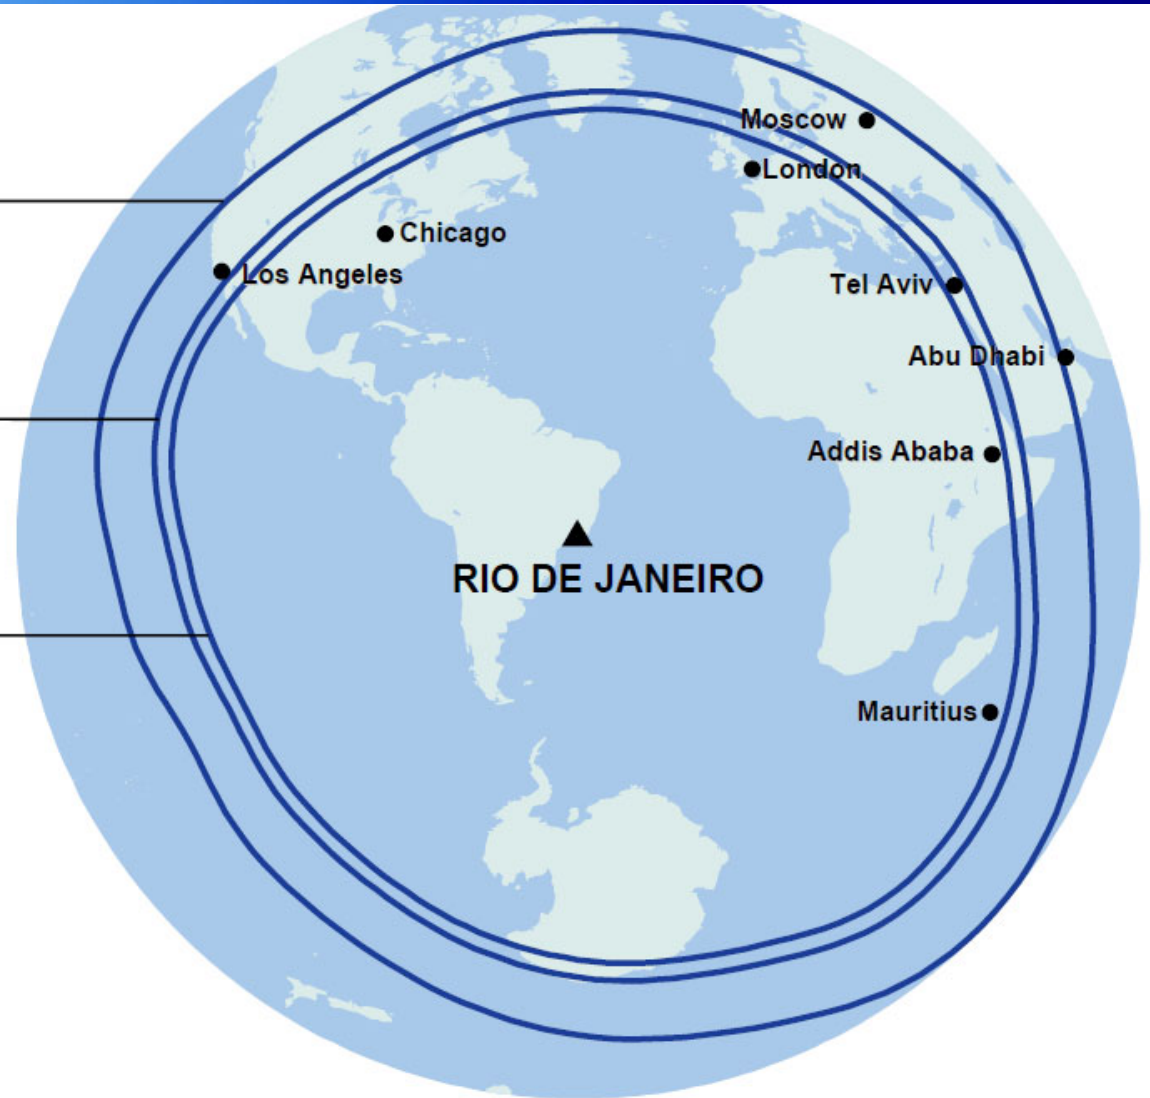 Moscow
London
Chicago
Los Angeles
Tel Aviv
Abu Dhabi
Addis Ababa
RIO DE JANEIRO
Mauritius